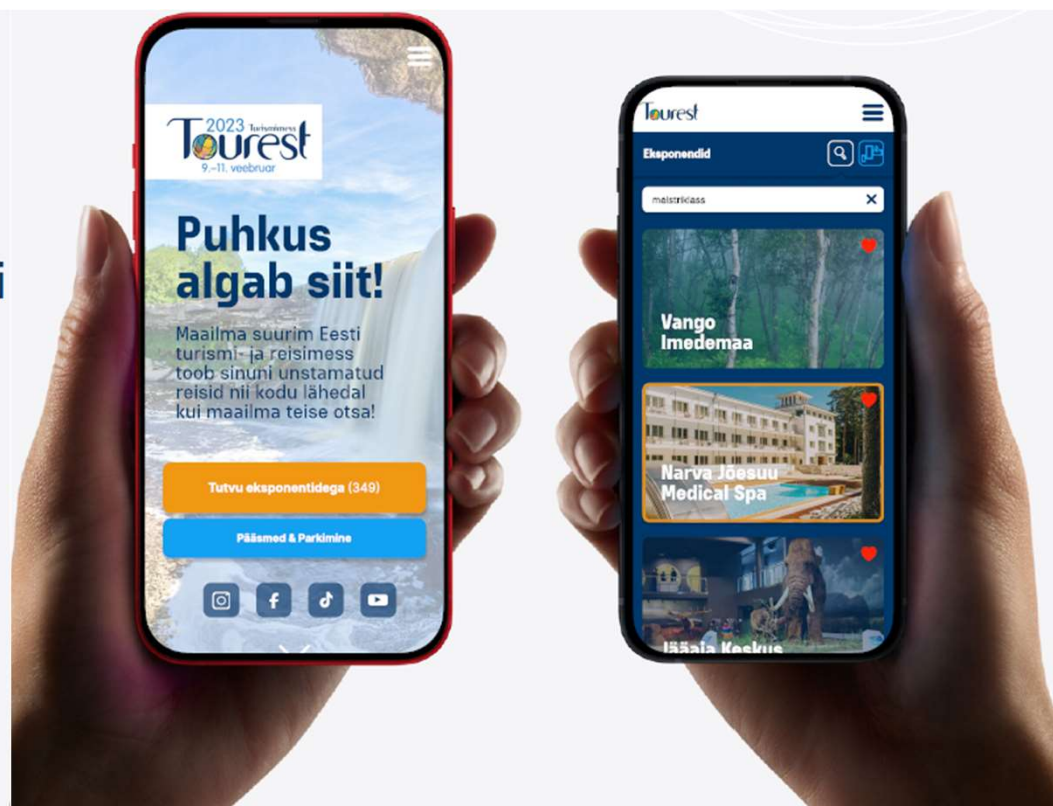 i
2023 Turismimess
Tourest
9.–11. veebruar
Puhkus
algab siit!
Maailma suurim Eesti
turismi- ja reisimess
toob sinuni unstamatud
reisid nii kodu lähedal
kui maailma teise otsa!
Tutvu eksponentidega (349)
Pääsmed & Parkimine
Tourest
Eksponendid
meistriklass
Vango
Imedemaa
Narva Jõesuu
Medical Spa
Jääaja Keskus